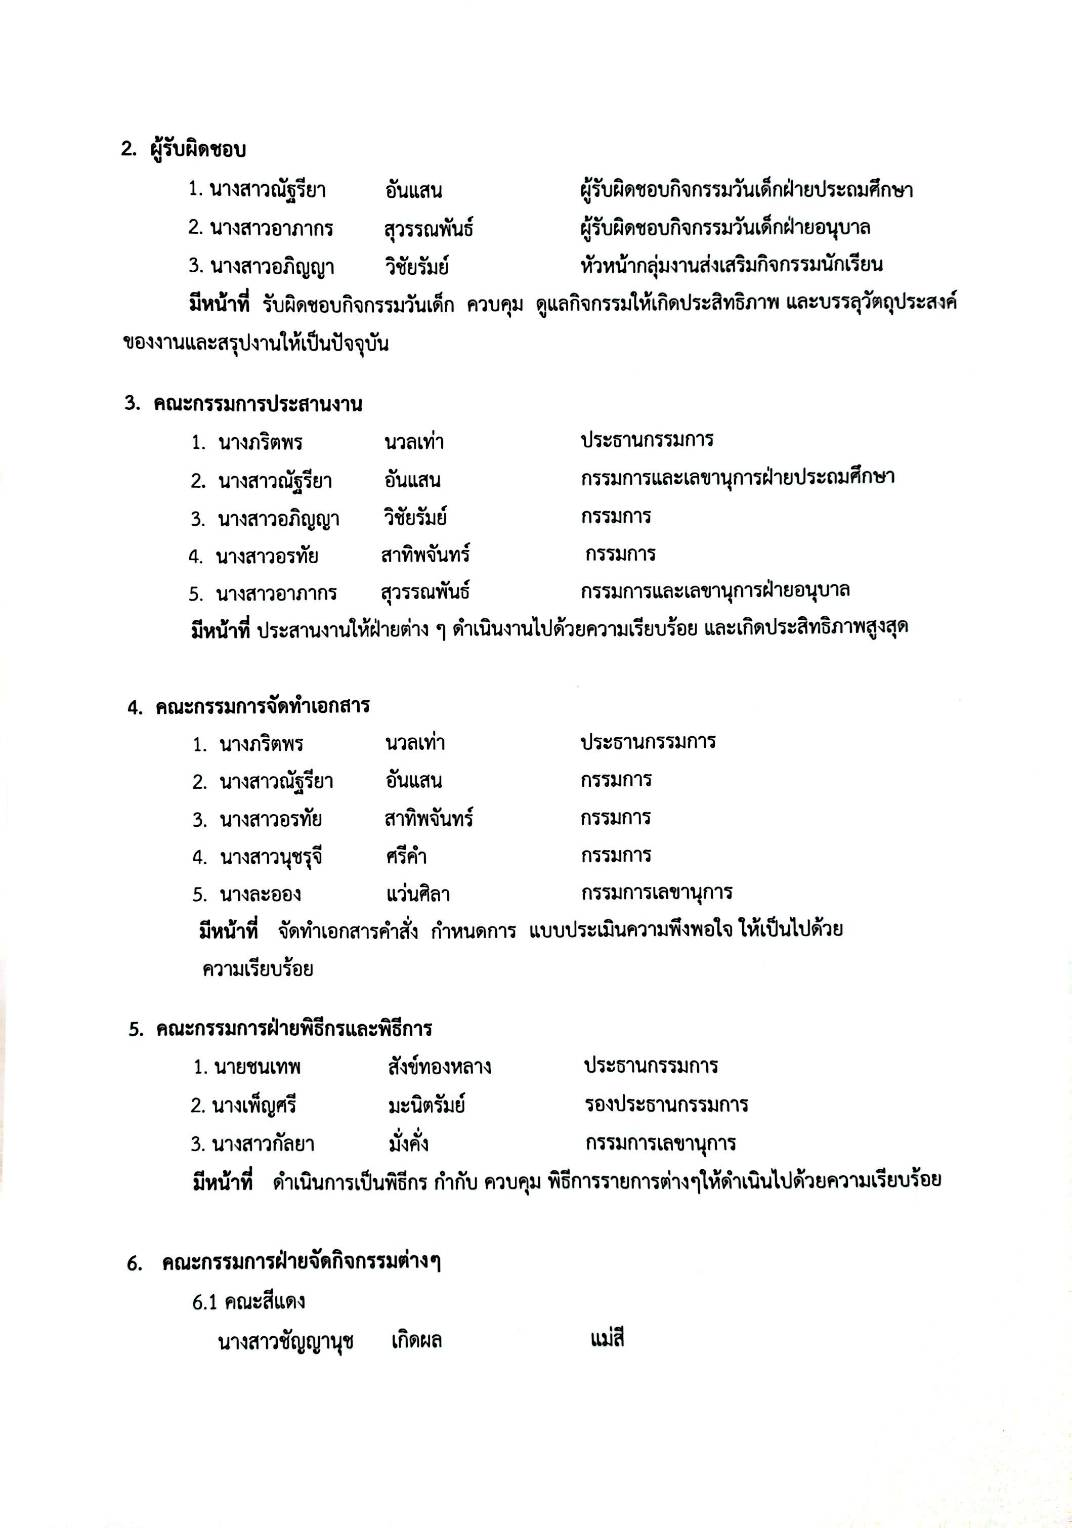 2. ผู้รับผิดชอบ
1. นางสาวณัฐรียา อันแสน ผู้รับผิดชอบกิจกรรมวันเด็กฝ่ายประถมศึกษา
2. นางสาวอาภากร สุวรรณพันธ์ ผู้รับผิดชอบกิจกรรมวันเด็กฝ่ายอนุบาล
3. นางสาวอภิญญา วิชัยรัมย์ หัวหน้ากลุ่มงานส่งเสริมกิจกรรมนักเรียน
มีหน้าที่ รับผิดชอบกิจกรรมวันเด็ก ควบคุม ดูแลกิจกรรมให้เกิดประสิทธิภาพ และบรรลุวัตถุประสงค์
ของงานและสรุปงานให้เป็นปัจจุบัน
3. คณะกรรมการประสานงาน
1. นางภริตพร นวลเท่า ประธานกรรมการ
2. นางสาวณัฐรียา อันแสน กรรมการและเลขานุการฝ่ายประถมศึกษา
3. นางสาวอภิญญา วิชัยรัมย์ กรรมการ
4. นางสาวอรทัย สาทิพจันทร์ กรรมการ
5. นางสาวอาภากร สุวรรณพันธ์ กรรมการและเลขานุการฝ่ายอนุบาล
มีหน้าที่ ประสานงานให้ฝ่ายต่าง ๆ ดำเนินงานไปด้วยความเรียบร้อย และเกิดประสิทธิภาพสูงสุด
4. คณะกรรมการจัดทำเอกสาร
1. นางภริตพร นวลเท่า ประธานกรรมการ
2. นางสาวณัฐรียา อันแสน กรรมการ
3. นางสาวอรทัย สาทิพจันทร์ กรรมการ
4. นางสาวนุชรุจี ศรีคำ กรรมการ
5. นางละออง แว่นศิลา กรรมการเลขานุการ
มีหน้าที่ จัดทำเอกสารคำสั่ง กำหนดการ แบบประเมินความพึงพอใจ ให้เป็นไปด้วย
ความเรียบร้อย
5. คณะกรรมการฝ่ายพิธีกรและพิธีการ
1. นายชนเทพ สังข์ทองหลาง ประธานกรรมการ
2. นางเพ็ญศรี มะนิตรัมย์ รองประธานกรรมการ
3. นางสาวกัลยา มั่งคั่ง กรรมการเลขานุการ
มีหน้าที่ ดำเนินการเป็นพิธีกร กำกับ ควบคุม พิธีการรายการต่างๆให้ดำเนินไปด้วยความเรียบร้อย
6. คณะกรรมการฝ่ายจัดกิจกรรมต่างๆ
6.1 คณะสีแดง
นางสาวชัญญานุช เกิดผล แม่สี